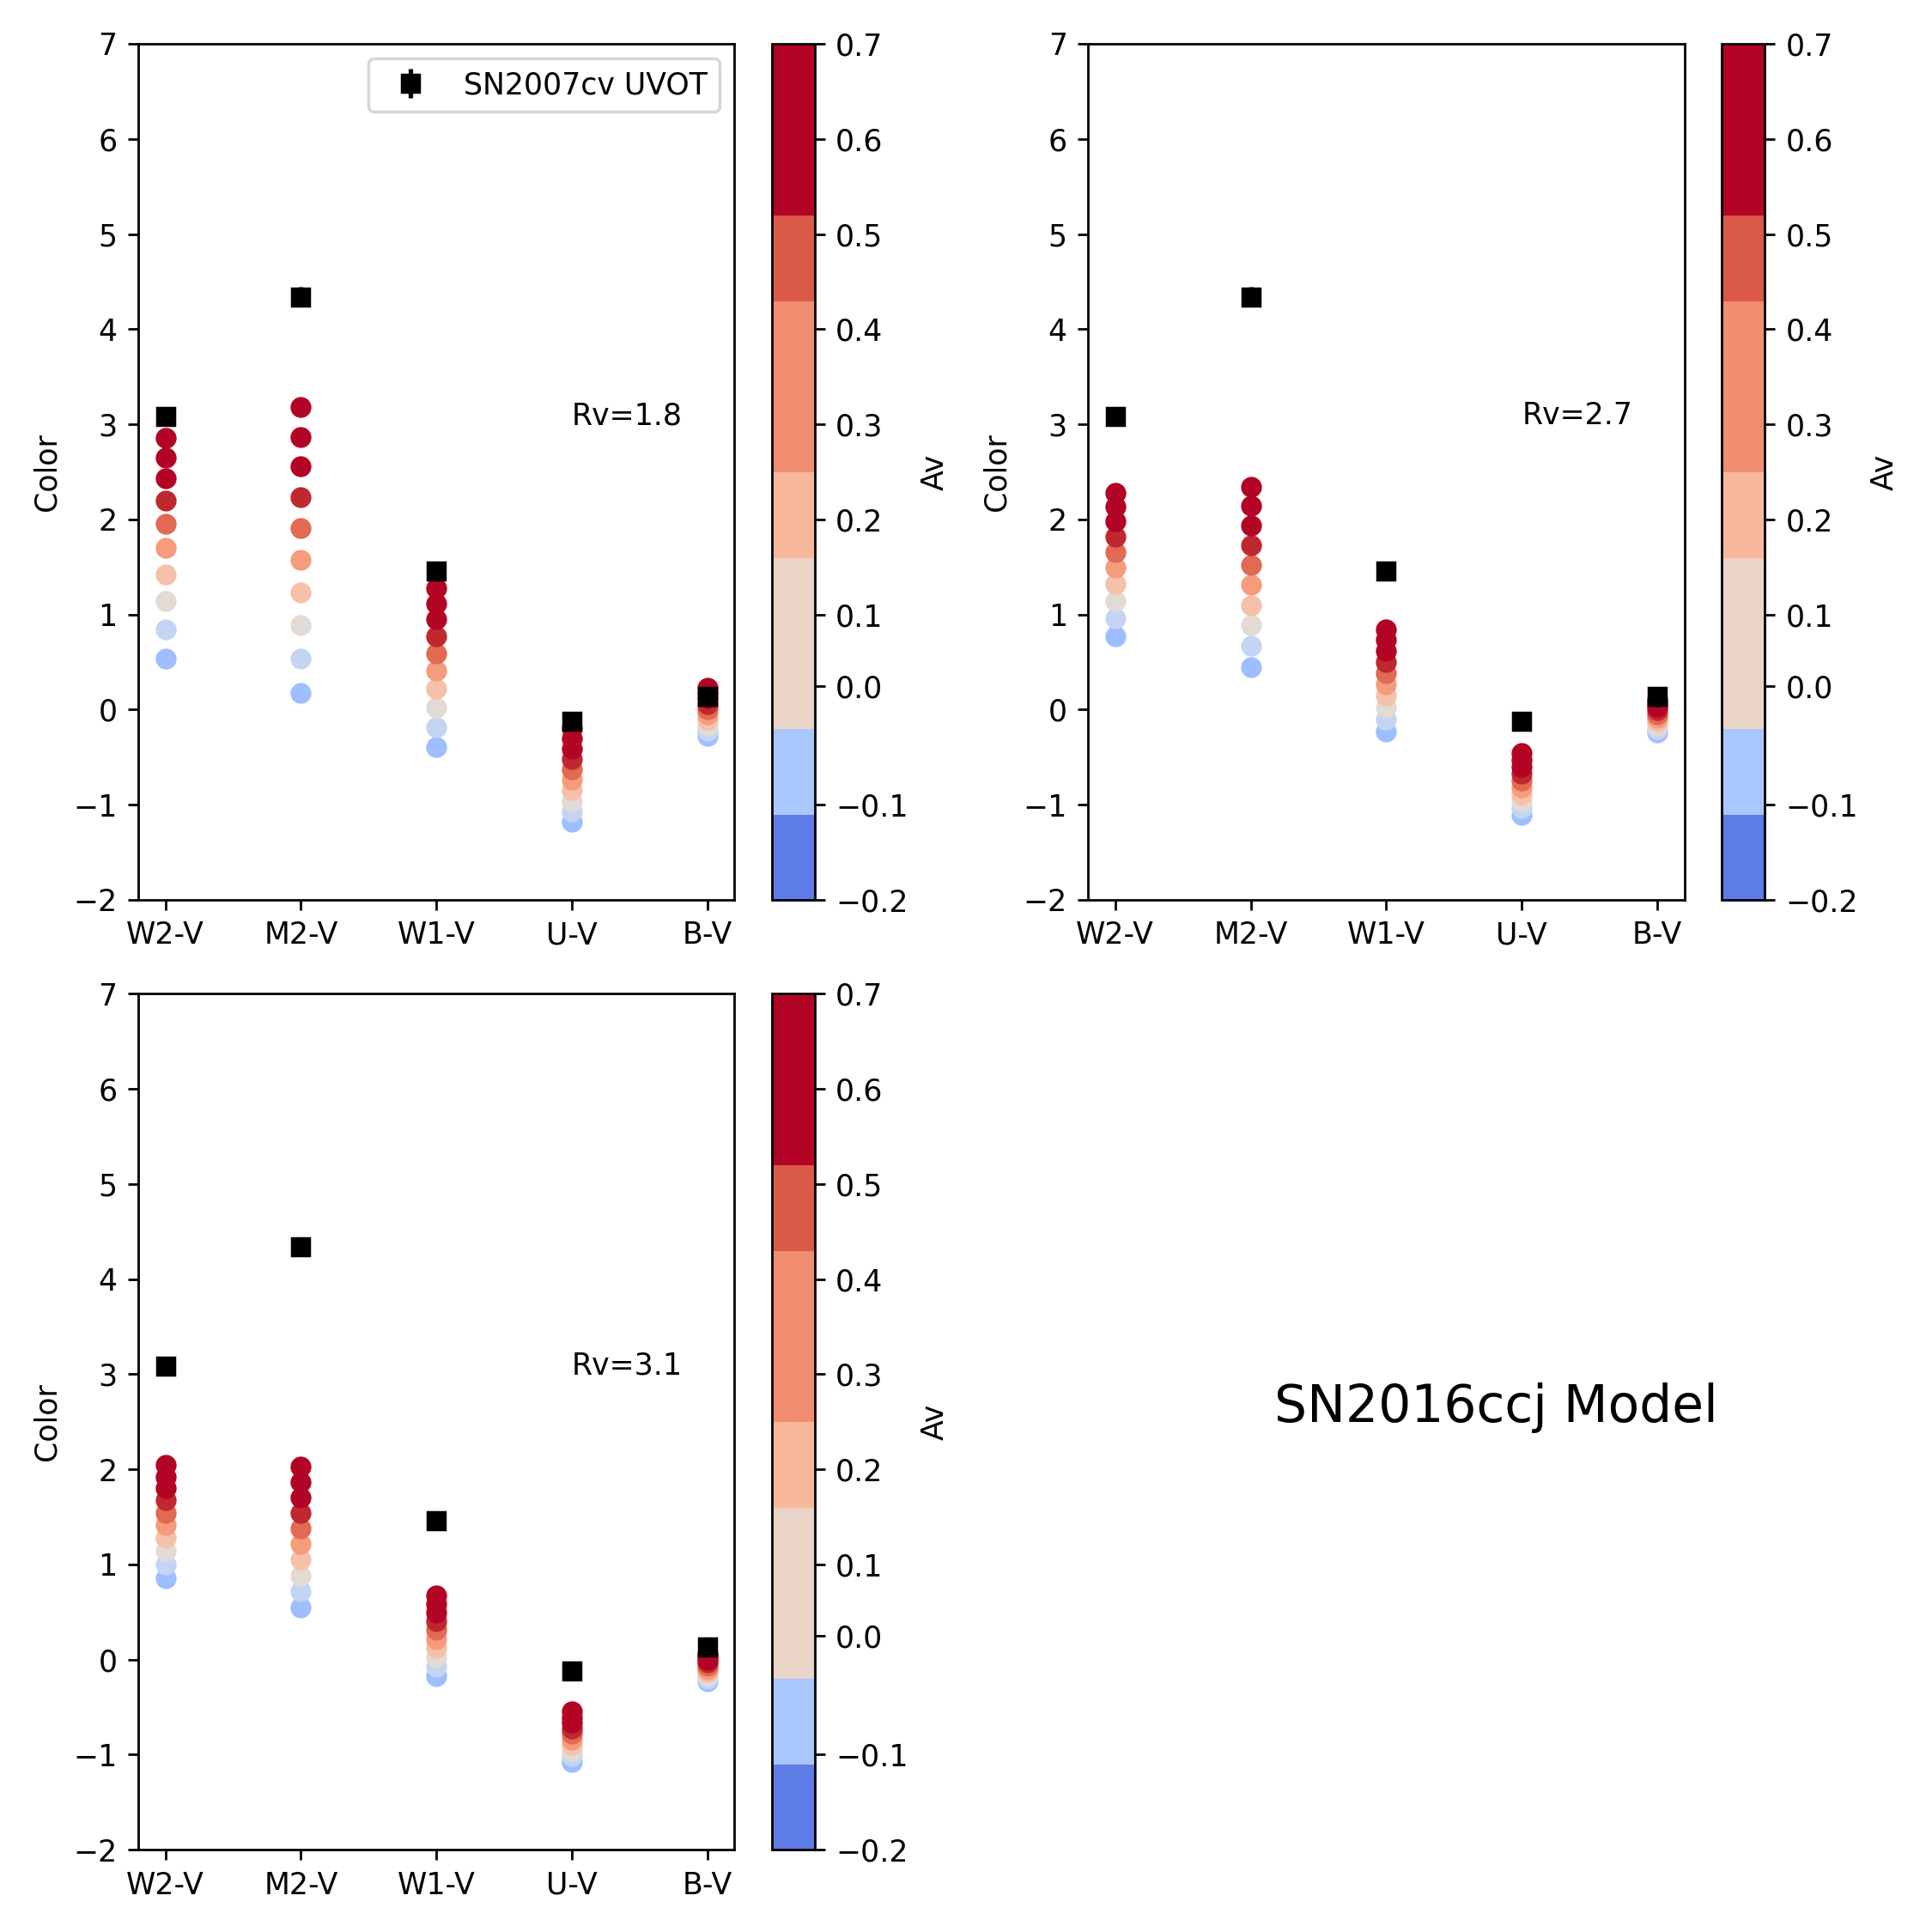 7
6
5
4
3
2
1
0
−1
−2
Color
W2-V
M2-V
W1-V
U-V
B-V
SN2007cv UVOT
Rv=1.8
0.7
0.6
0.5
0.4
0.3
0.2
0.1
0.0
−0.1
−0.2
Av
7
6
5
4
3
2
1
0
−1
−2
Color
W2-V
M2-V
W1-V
U-V
B-V
Rv=2.7
0.7
0.6
0.5
0.4
0.3
0.2
0.1
0.0
−0.1
−0.2
Av
7
6
5
4
3
2
1
0
−1
−2
Color
W2-V
M2-V
W1-V
U-V
B-V
Rv=3.1
0.7
0.6
0.5
0.4
0.3
0.2
0.1
0.0
−0.1
−0.2
Av
SN2016ccj Model